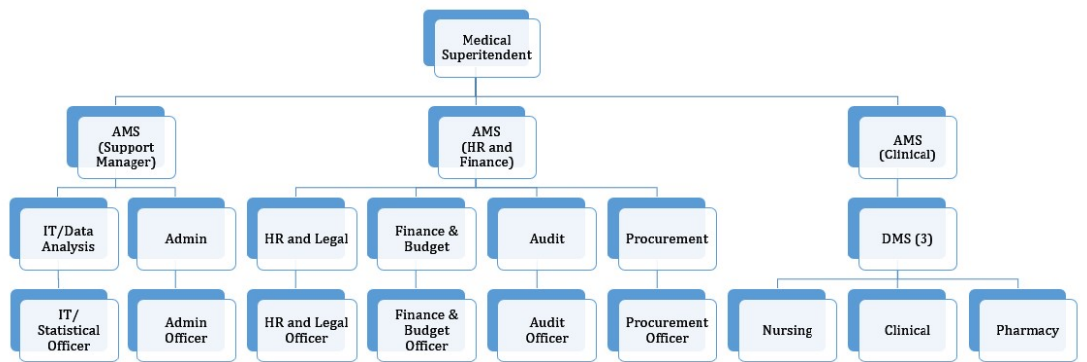 Medical
Superitendent
AMS
(Support
Manager)
AMS
(HR and
Finance)
AMS
(Clinical)
IT/Data
Analysis
Admin
HR and Legal
Finance &
Budget
Audit
Procurement
DMS (3)
IT/
Statistical
Officer
Admin
Officer
HR and Legal
Officer
Finance &
Budget
Officer
Audit
Officer
Procurement
Officer
Nursing
Clinical
Pharmacy